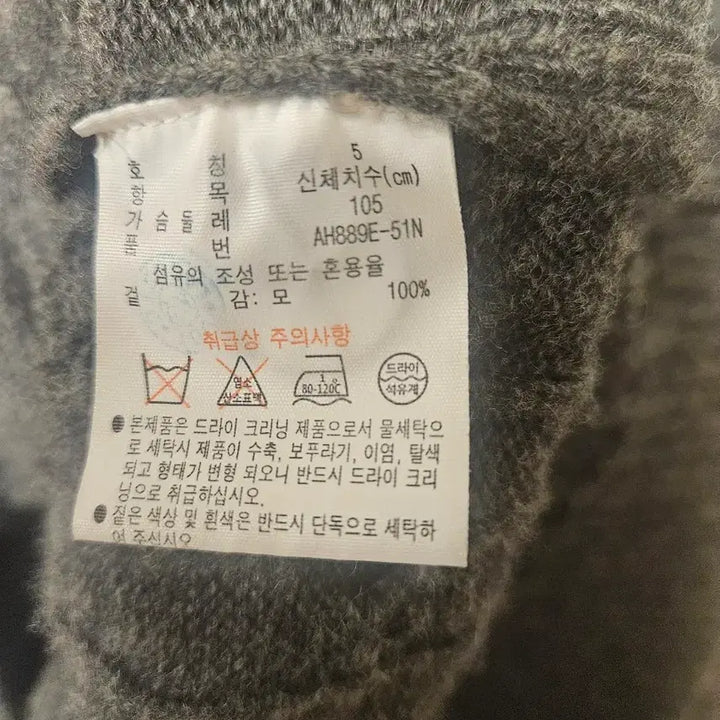 호 칭 5
항 목 신체치수(cm)
가 슴 둘 레 105
품 번 AH889E-51N
섬유의 조성 또는 혼용율
겉 감: 모 100%
취급상 주의사항
염소
산소표백
1
80-120℃
드라이
석유계
● 본제품은 드라이 크리닝 제품으로서 물세탁으
로 세탁시 제품이 수축, 보푸라기, 이염, 탈색
되고 형태가 변형 되오니 반드시 드라이 크리
닝으로 취급하십시오.
● 짙은 색상 및 흰색은 반드시 단독으로 세탁하
여 주십시오